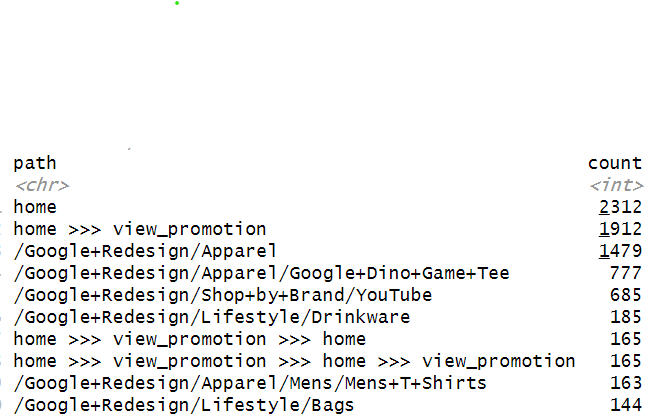 path count
<chr> <int>
home 2312
home >>> view_promotion 1912
/Google+Redesign/Apparel 1479
/Google+Redesign/Apparel/Google+Dino+Game+Tee 777
/Google+Redesign/Shop+by+Brand/YouTube 685
/Google+Redesign/Lifestyle/Drinkware 185
home >>> view_promotion >>> home 165
home >>> view_promotion >>> home >>> view_promotion 165
/Google+Redesign/Apparel/Mens/Mens+T+Shirts 163
/Google+Redesign/Lifestyle/Bags 144